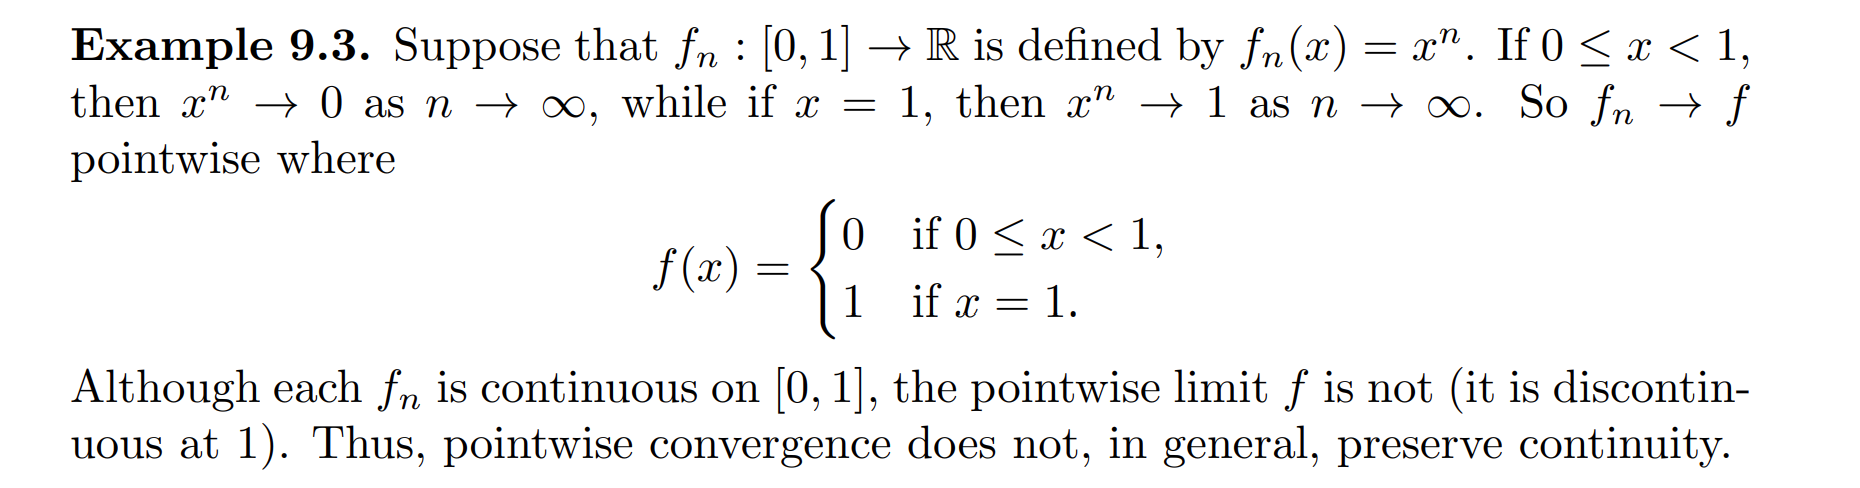 Example 9.3. Suppose that fₙ : [0, 1] → ℝ is defined by fₙ(x) = xⁿ. If 0 ≤ x < 1,
then xⁿ → 0 as n → ∞, while if x = 1, then xⁿ → 1 as n → ∞. So fₙ → f
pointwise where
f(x) = { 0 if 0 ≤ x < 1,
1 if x = 1.
Although each fₙ is continuous on [0, 1], the pointwise limit f is not (it is discontin-
uous at 1). Thus, pointwise convergence does not, in general, preserve continuity.